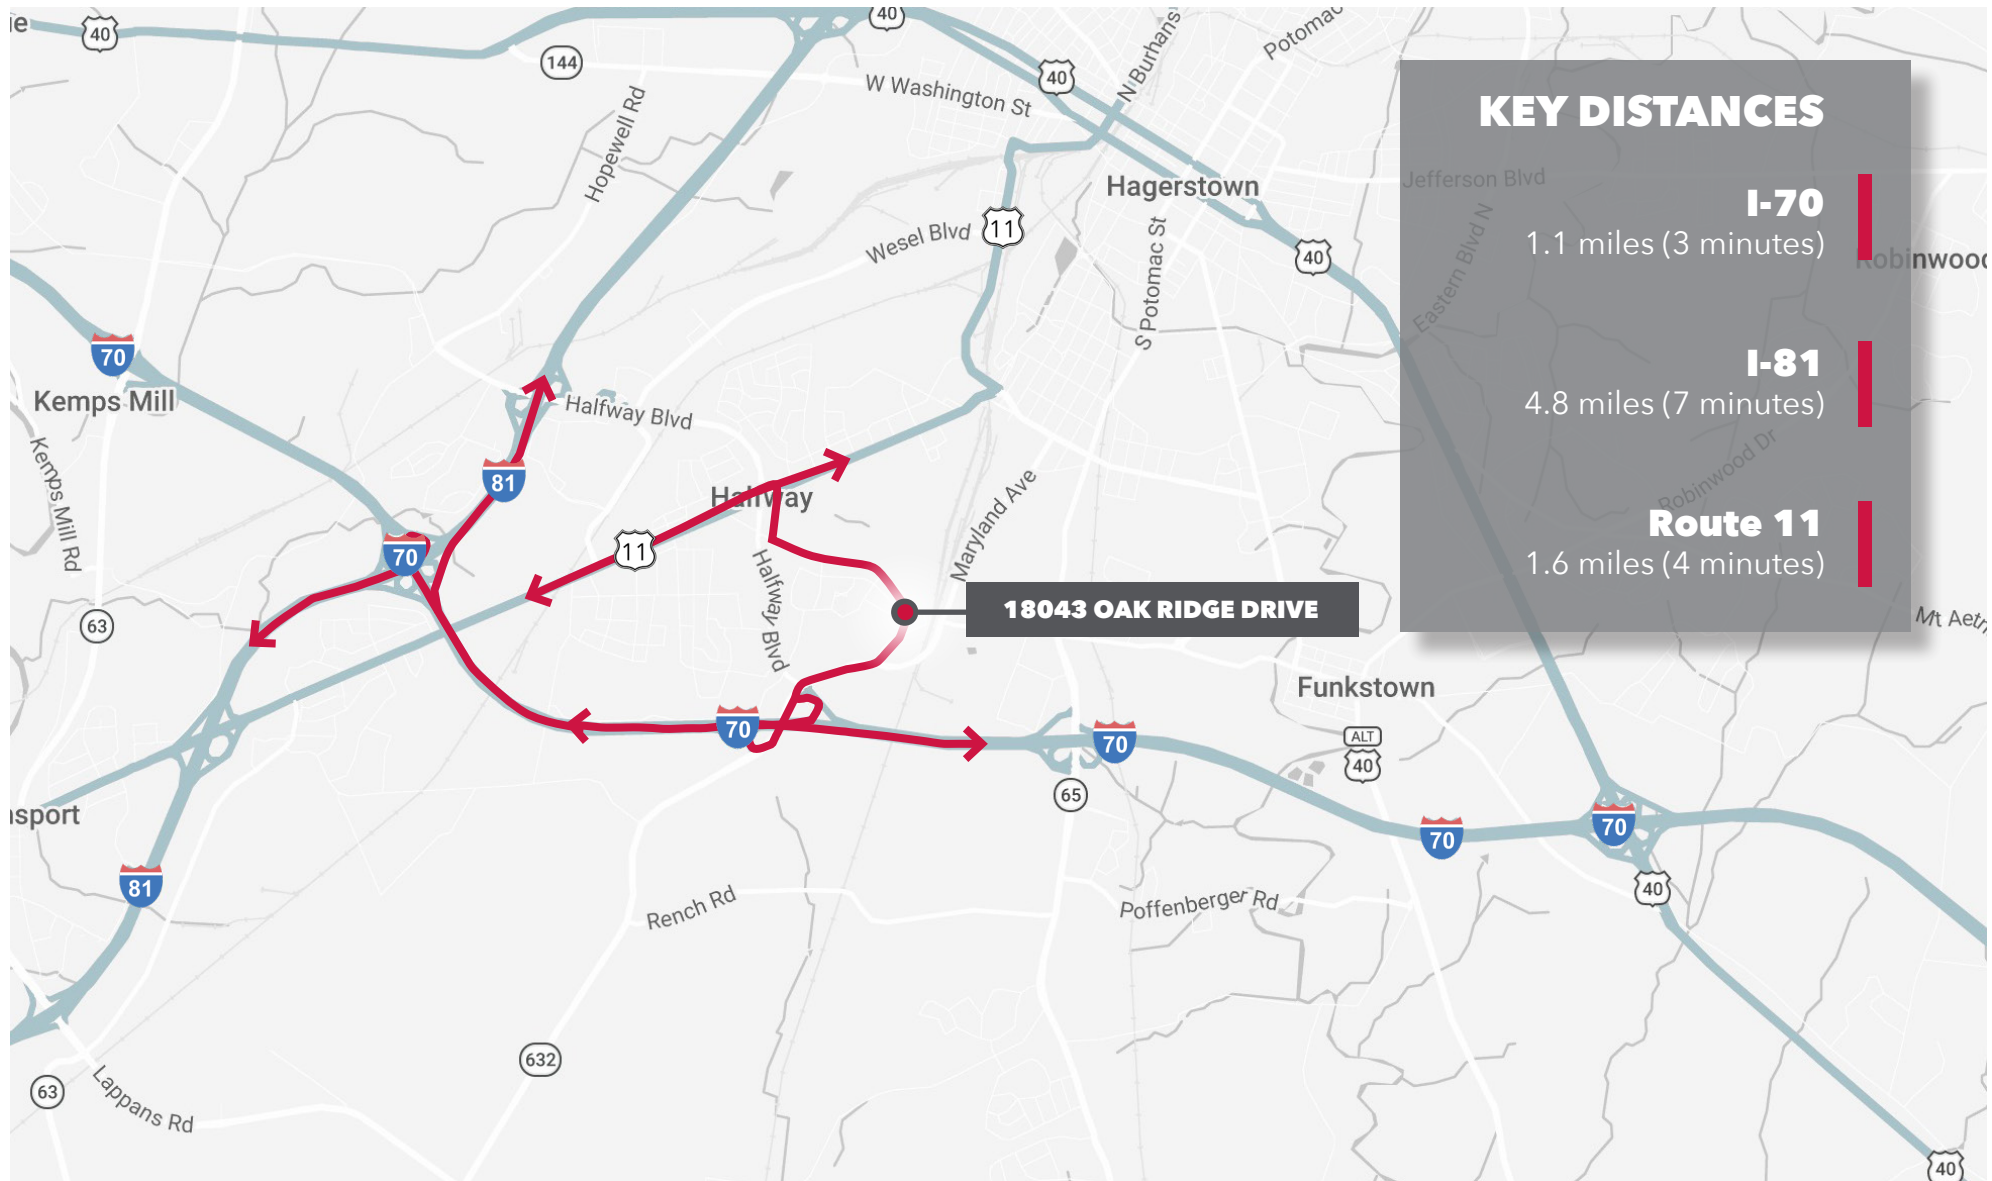 ie
40
40
144
40
N Burhans
Potomac
W Washington St
Hopewell Rd
KEY DISTANCES
Hagerstown
Jefferson Blvd
11
Wesel Blvd
S Potomac St
40
Eastern Blvd N
I-70
1.1 miles (3 minutes)
Robinwood
70
Kemps Mill
Halfway Blvd
I-81
4.8 miles (7 minutes)
Robinwood Dr
Kemps Mill Rd
81
Halfway
Maryland Ave
70
11
Route 11
1.6 miles (4 minutes)
Halfway Blvd
63
18043 OAK RIDGE DRIVE
Mt Aetn
Funkstown
70
70
ALT
40
65
nsport
70
70
81
40
Rench Rd
Poffenberger Rd
632
63
Lappans Rd
40